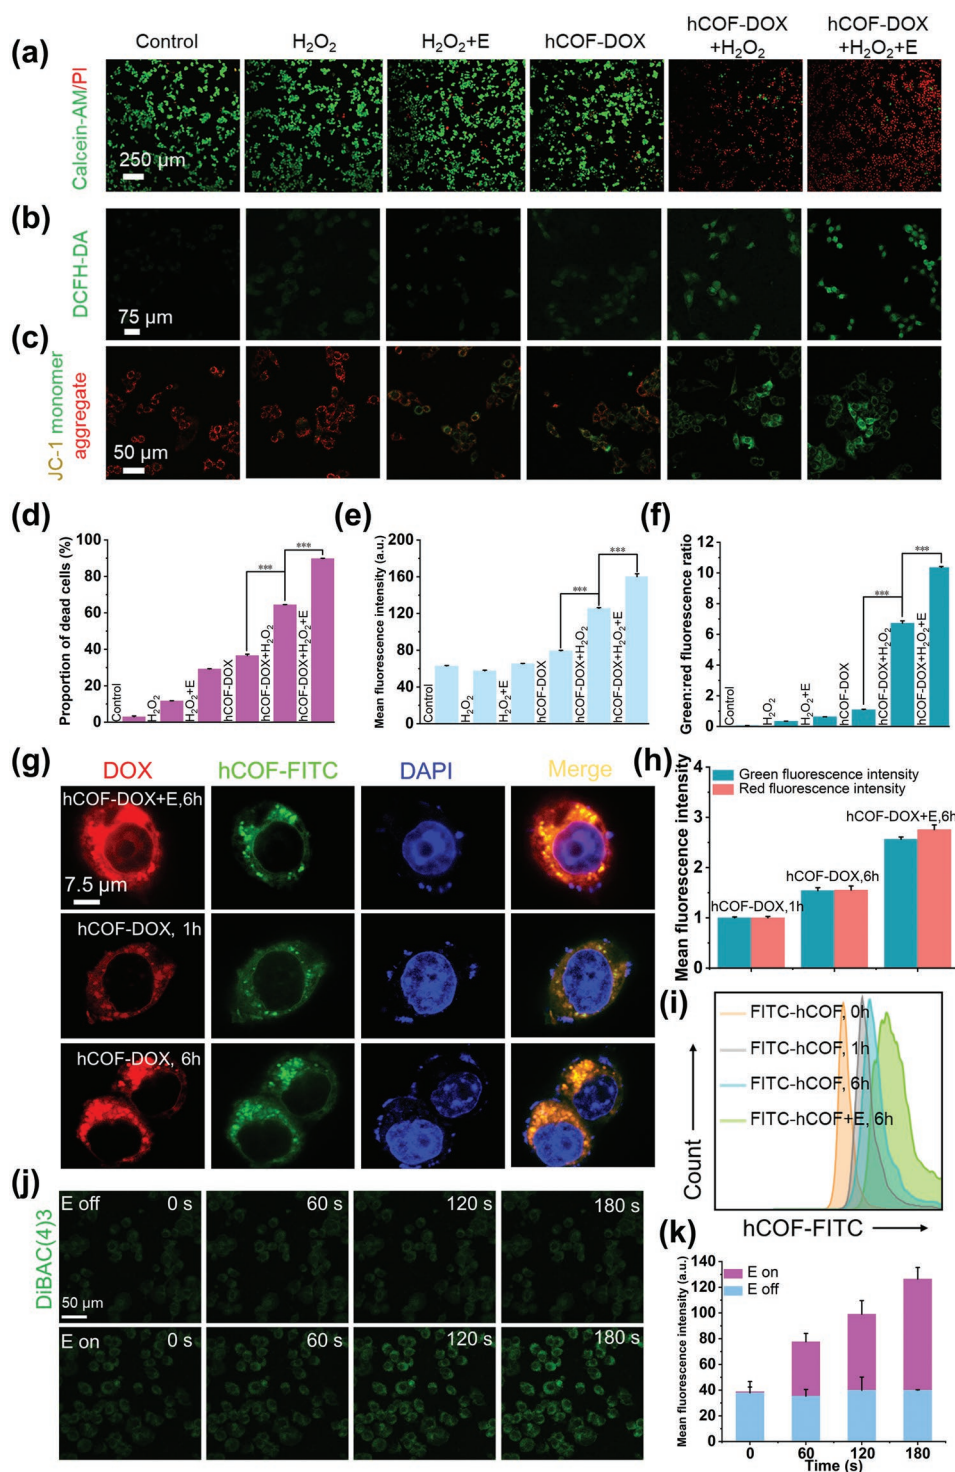 (a)
Control
H2O2
H2O2+E
hCOF-DOX
hCOF-DOX
+H2O2
hCOF-DOX
+H2O2+E
Calcein-AM/PI
250 µm
(b)
DCFH-DA
75 µm
(c)
JC-1 monomer
aggregate
50 µm
(d)
Proportion of dead cells (%)
100
80
60
40
20
0
Control
H2O2
H2O2+E
hCOF-DOX
hCOF-DOX+H2O2
hCOF-DOX+H2O2+E
***
***
(e)
Mean fluorescence intensity (a.u.)
200
160
120
80
60
40
0
Control
H2O2
H2O2+E
hCOF-DOX
hCOF-DOX+H2O2
hCOF-DOX+H2O2+E
***
***
(f)
Green:red fluorescence ratio
12
10
8
6
4
2
0
Control
H2O2
H2O2+E
hCOF-DOX
hCOF-DOX+H2O2
hCOF-DOX+H2O2+E
***
***
(g)
DOX
hCOF-FITC
DAPI
Merge
hCOF-DOX+E,6h
7.5 µm
hCOF-DOX, 1h
hCOF-DOX, 6h
(h)
Mean fluorescence intensity
4
3
2
1
0
Green fluorescence intensity
Red fluorescence intensity
hCOF-DOX,1h
hCOF-DOX,6h
hCOF-DOX+E,6h
(i)
FITC-hCOF, 0h
FITC-hCOF, 1h
FITC-hCOF, 6h
FITC-hCOF+E, 6h
Count
hCOF-FITC
(j)
DiBAC(4)3
E off
0 s
60 s
120 s
180 s
50 µm
E on
0 s
60 s
120 s
180 s
(k)
Mean fluorescence intensity (a.u.)
140
120
100
80
60
40
20
0
E on
E off
0
60
120
180
Time (s)